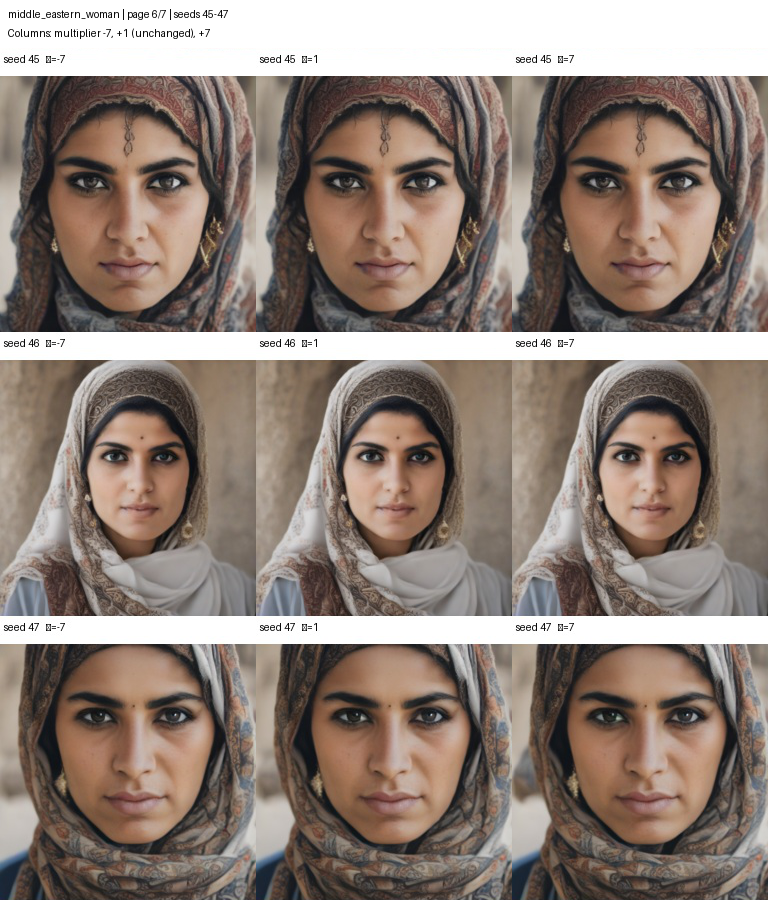 middle_eastern_woman | page 6/7 | seeds 45-47
Columns: multiplier -7, +1 (unchanged), +7
seed 45 □=-7 seed 45 □=1 seed 45 □=7
seed 46 □=-7 seed 46 □=1 seed 46 □=7
seed 47 □=-7 seed 47 □=1 seed 47 □=7